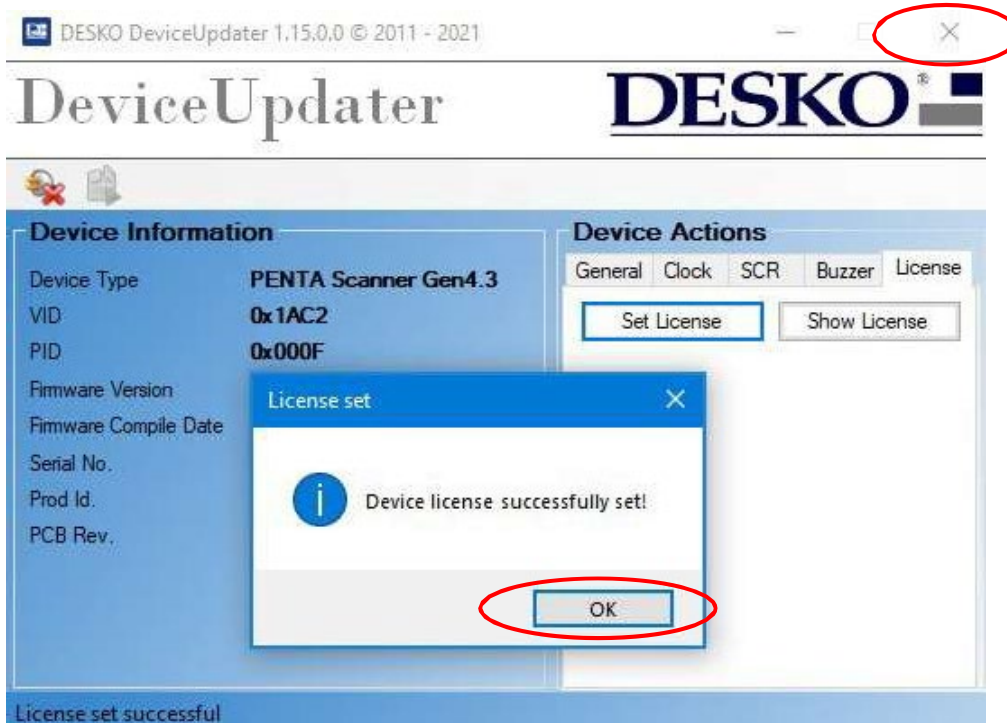 DESKO DeviceUpdater 1.15.0.0 © 2011 - 2021
DeviceUpdater
DESKO®
Device Information
Device Type PENTA Scanner Gen4.3
VID 0x1AC2
PID 0x000F
Firmware Version
Firmware Compile Date
Serial No.
Prod Id.
PCB Rev.
Device Actions
General Clock SCR Buzzer License
Set License Show License
License set
Device license successfully set!
OK
License set successful